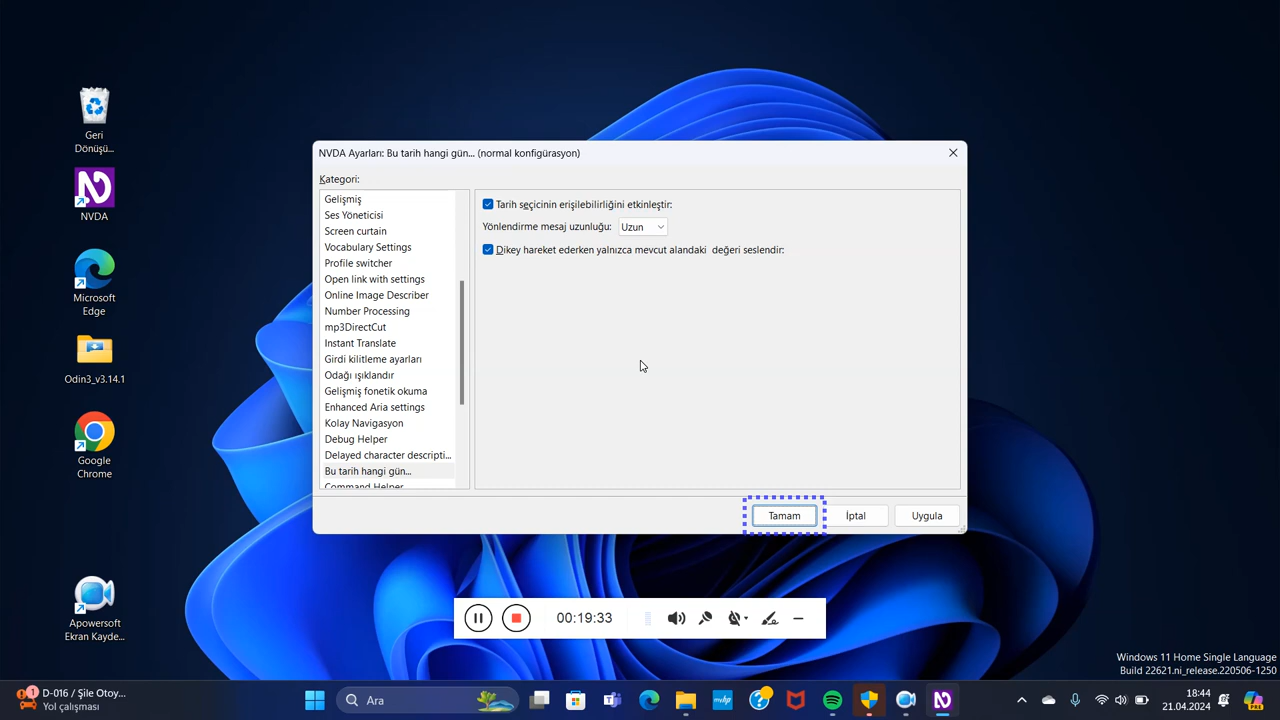 Geri
Dönüşü...
NVDA
Microsoft
Edge
Odin3_v3.14.1
Google
Chrome
Apowersoft
Ekran Kayde...
NVDA Ayarları: Bu tarih hangi gün... (normal konfigürasyon)
Kategori:
Gelişmiş
Ses Yöneticisi
Screen curtain
Vocabulary Settings
Profile switcher
Open link with settings
Online Image Describer
Number Processing
mp3DirectCut
Instant Translate
Girdi kilitleme ayarları
Odağı ışıklandır
Gelişmiş fonetik okuma
Enhanced Aria settings
Kolay Navigasyon
Debug Helper
Delayed character descripti...
Bu tarih hangi gün...
Command Helper
Tarih seçicinin erişilebilirliğini etkinleştir:
Yönlendirme mesaj uzunluğu: Uzun
Dikey hareket ederken yalnızca mevcut alandaki değeri seslendir:
Tamam
İptal
Uygula
00:19:33
Windows 11 Home Single Language
Build 22621.ni_release.220506-1250
1
D-016 / Şile Otoy...
Yol çalışması
Ara
myhp
18:44
21.04.2024